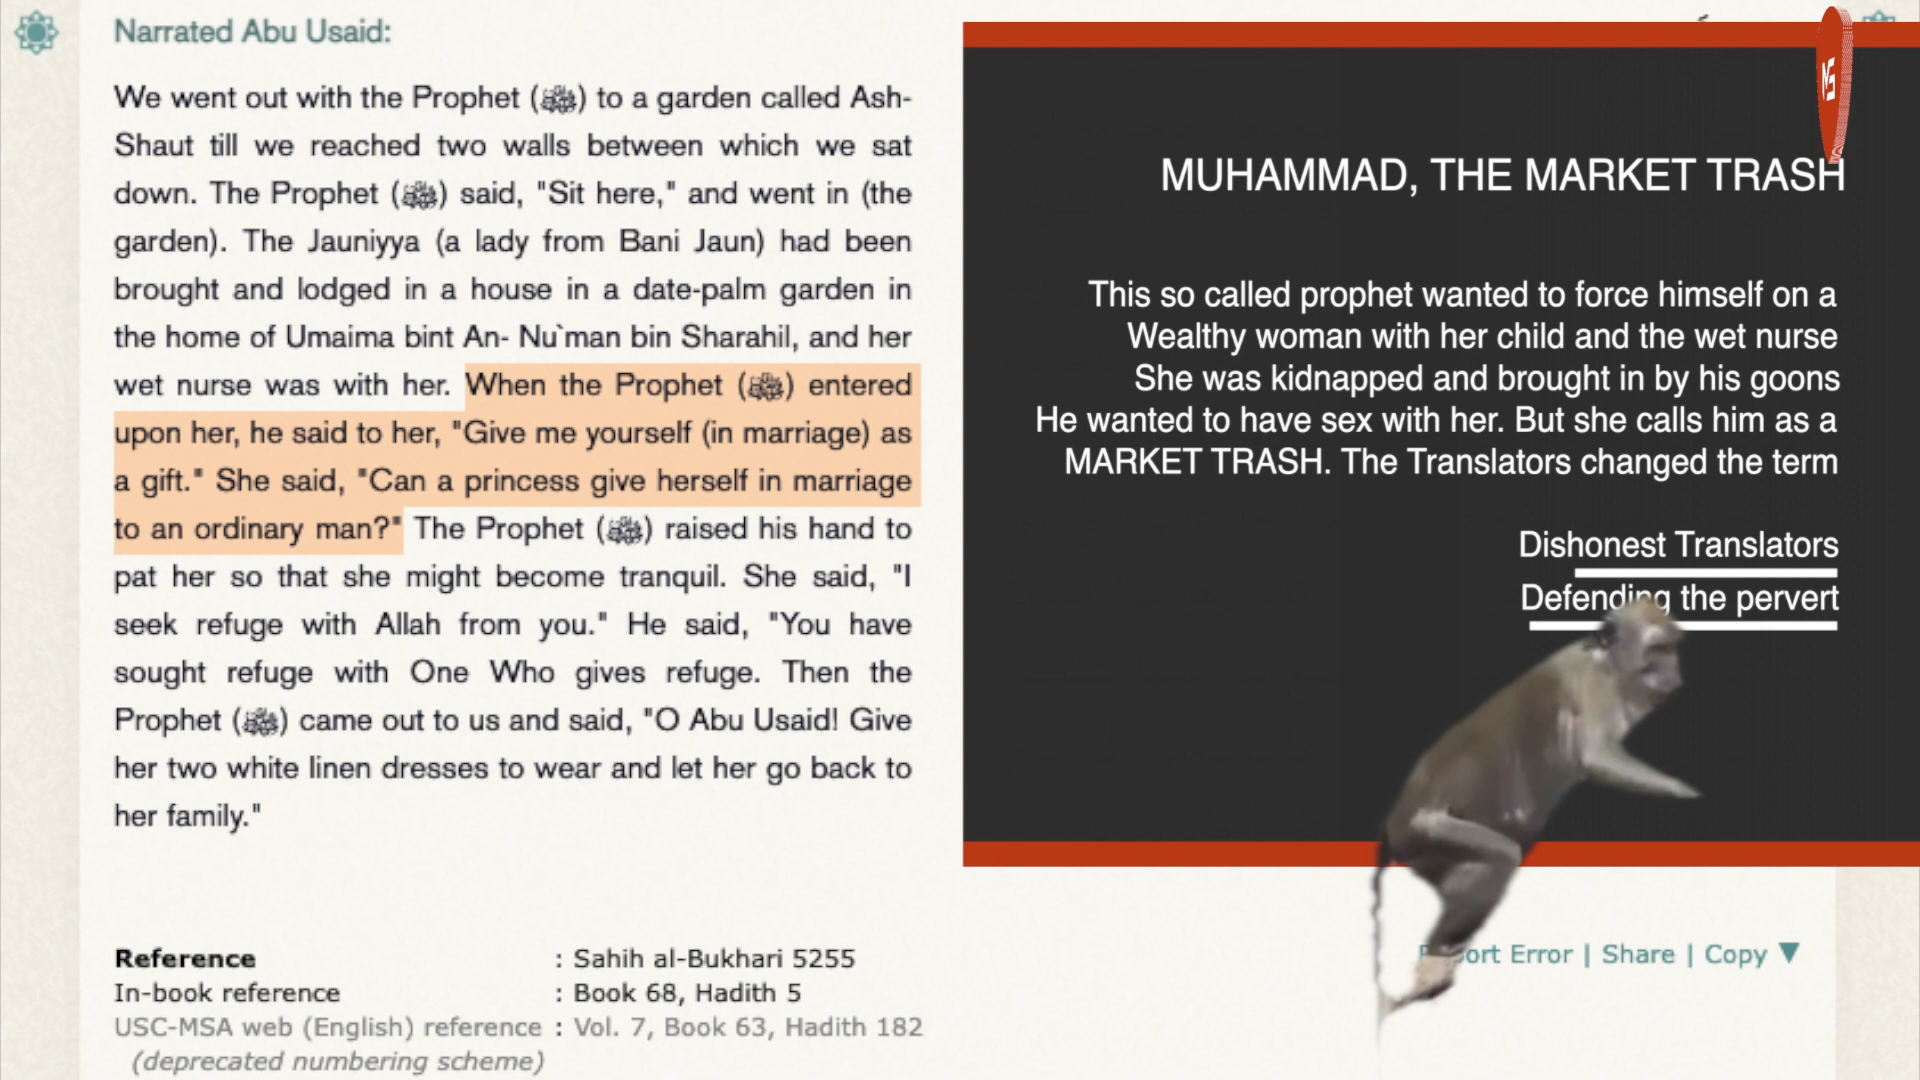 Narrated Abu Usaid:
We went out with the Prophet (ﷺ) to a garden called Ash-
Shaut till we reached two walls between which we sat
down. The Prophet (ﷺ) said, "Sit here," and went in (the
garden). The Jauniyya (a lady from Bani Jaun) had been
brought and lodged in a house in a date-palm garden in
the home of Umaima bint An- Nu`man bin Sharahil, and her
wet nurse was with her. When the Prophet (ﷺ) entered
upon her, he said to her, "Give me yourself (in marriage) as
a gift." She said, "Can a princess give herself in marriage
to an ordinary man?" The Prophet (ﷺ) raised his hand to
pat her so that she might become tranquil. She said, "I
seek refuge with Allah from you." He said, "You have
sought refuge with One Who gives refuge. Then the
Prophet (ﷺ) came out to us and said, "O Abu Usaid! Give
her two white linen dresses to wear and let her go back to
her family."
Reference : Sahih al-Bukhari 5255
In-book reference : Book 68, Hadith 5
USC-MSA web (English) reference : Vol. 7, Book 63, Hadith 182
(deprecated numbering scheme)
MUHAMMAD, THE MARKET TRASH
This so called prophet wanted to force himself on a
Wealthy woman with her child and the wet nurse
She was kidnapped and brought in by his goons
He wanted to have sex with her. But she calls him as a
MARKET TRASH. The Translators changed the term
Dishonest Translators
Defending the pervert
Error | Share | Copy ▼